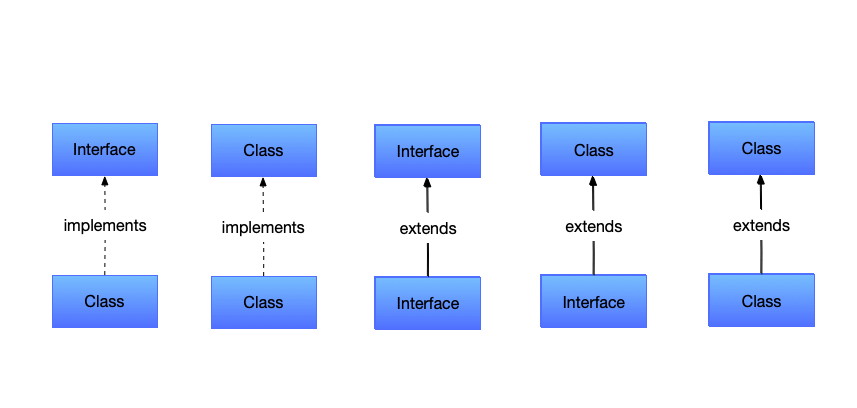 Interface
Class
Interface
Class
Class
implements
implements
extends
extends
extends
Class
Class
Interface
Interface
Class